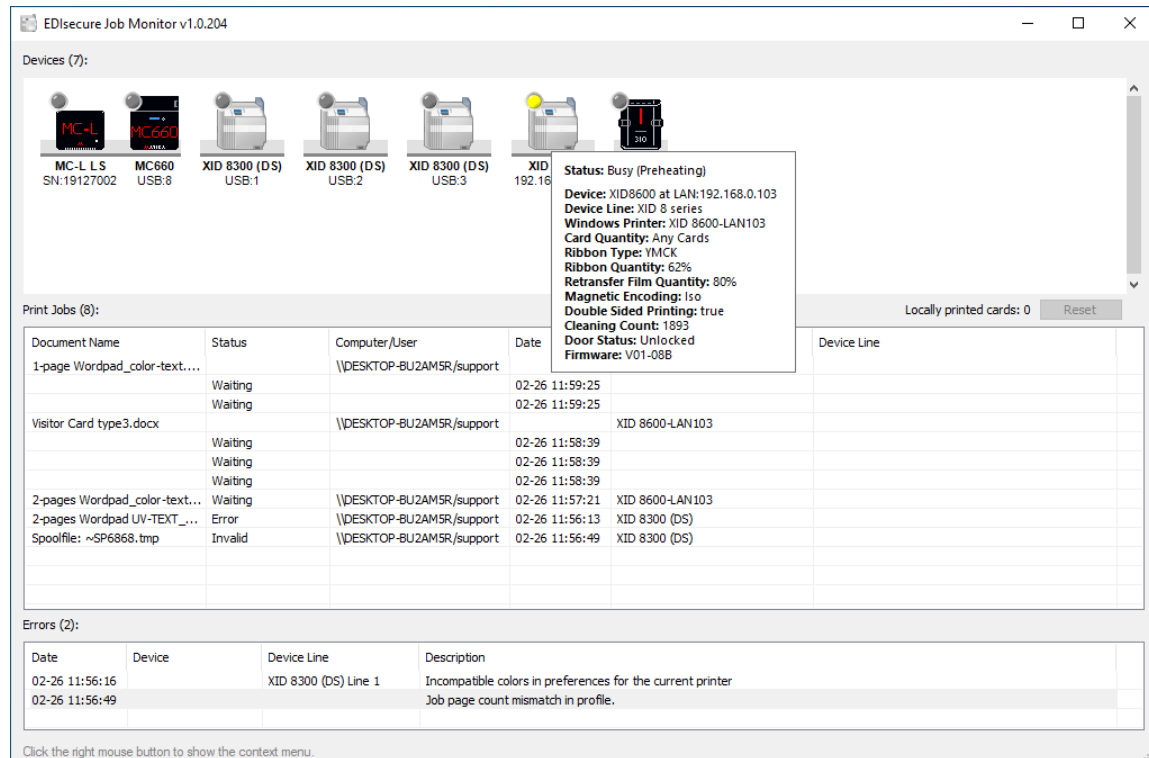 EDIsecure Job Monitor v1.0.204
Devices (7):
MC-L
MC660
MATICA
310
MC-L LS
SN:19127002
MC660
USB:8
XID 8300 (DS)
USB:1
XID 8300 (DS)
USB:2
XID 8300 (DS)
USB:3
XID
192.16
Status: Busy (Preheating)
Device: XID8600 at LAN:192.168.0.103
Device Line: XID 8 series
Windows Printer: XID 8600-LAN103
Card Quantity: Any Cards
Ribbon Type: YMCK
Ribbon Quantity: 62%
Retransfer Film Quantity: 80%
Magnetic Encoding: Iso
Double Sided Printing: true
Cleaning Count: 1893
Door Status: Unlocked
Firmware: V01-08B
Print Jobs (8):
Locally printed cards: 0 Reset
Document Name Status Computer/User Date Device Line
1-page Wordpad_color-text.... \\DESKTOP-BU2AM5R/support
Waiting 02-26 11:59:25
Waiting 02-26 11:59:25
Visitor Card type3.docx \\DESKTOP-BU2AM5R/support XID 8600-LAN103
Waiting 02-26 11:58:39
Waiting 02-26 11:58:39
Waiting 02-26 11:58:39
2-pages Wordpad_color-text... Waiting \\DESKTOP-BU2AM5R/support 02-26 11:57:21 XID 8600-LAN103
2-pages Wordpad UV-TEXT_... Error \\DESKTOP-BU2AM5R/support 02-26 11:56:13 XID 8300 (DS)
Spoolfile: ~SP6868.tmp Invalid \\DESKTOP-BU2AM5R/support 02-26 11:56:49 XID 8300 (DS)
Errors (2):
Date Device Device Line Description
02-26 11:56:16 XID 8300 (DS) Line 1 Incompatible colors in preferences for the current printer
02-26 11:56:49 Job page count mismatch in profile.
Click the right mouse button to show the context menu.